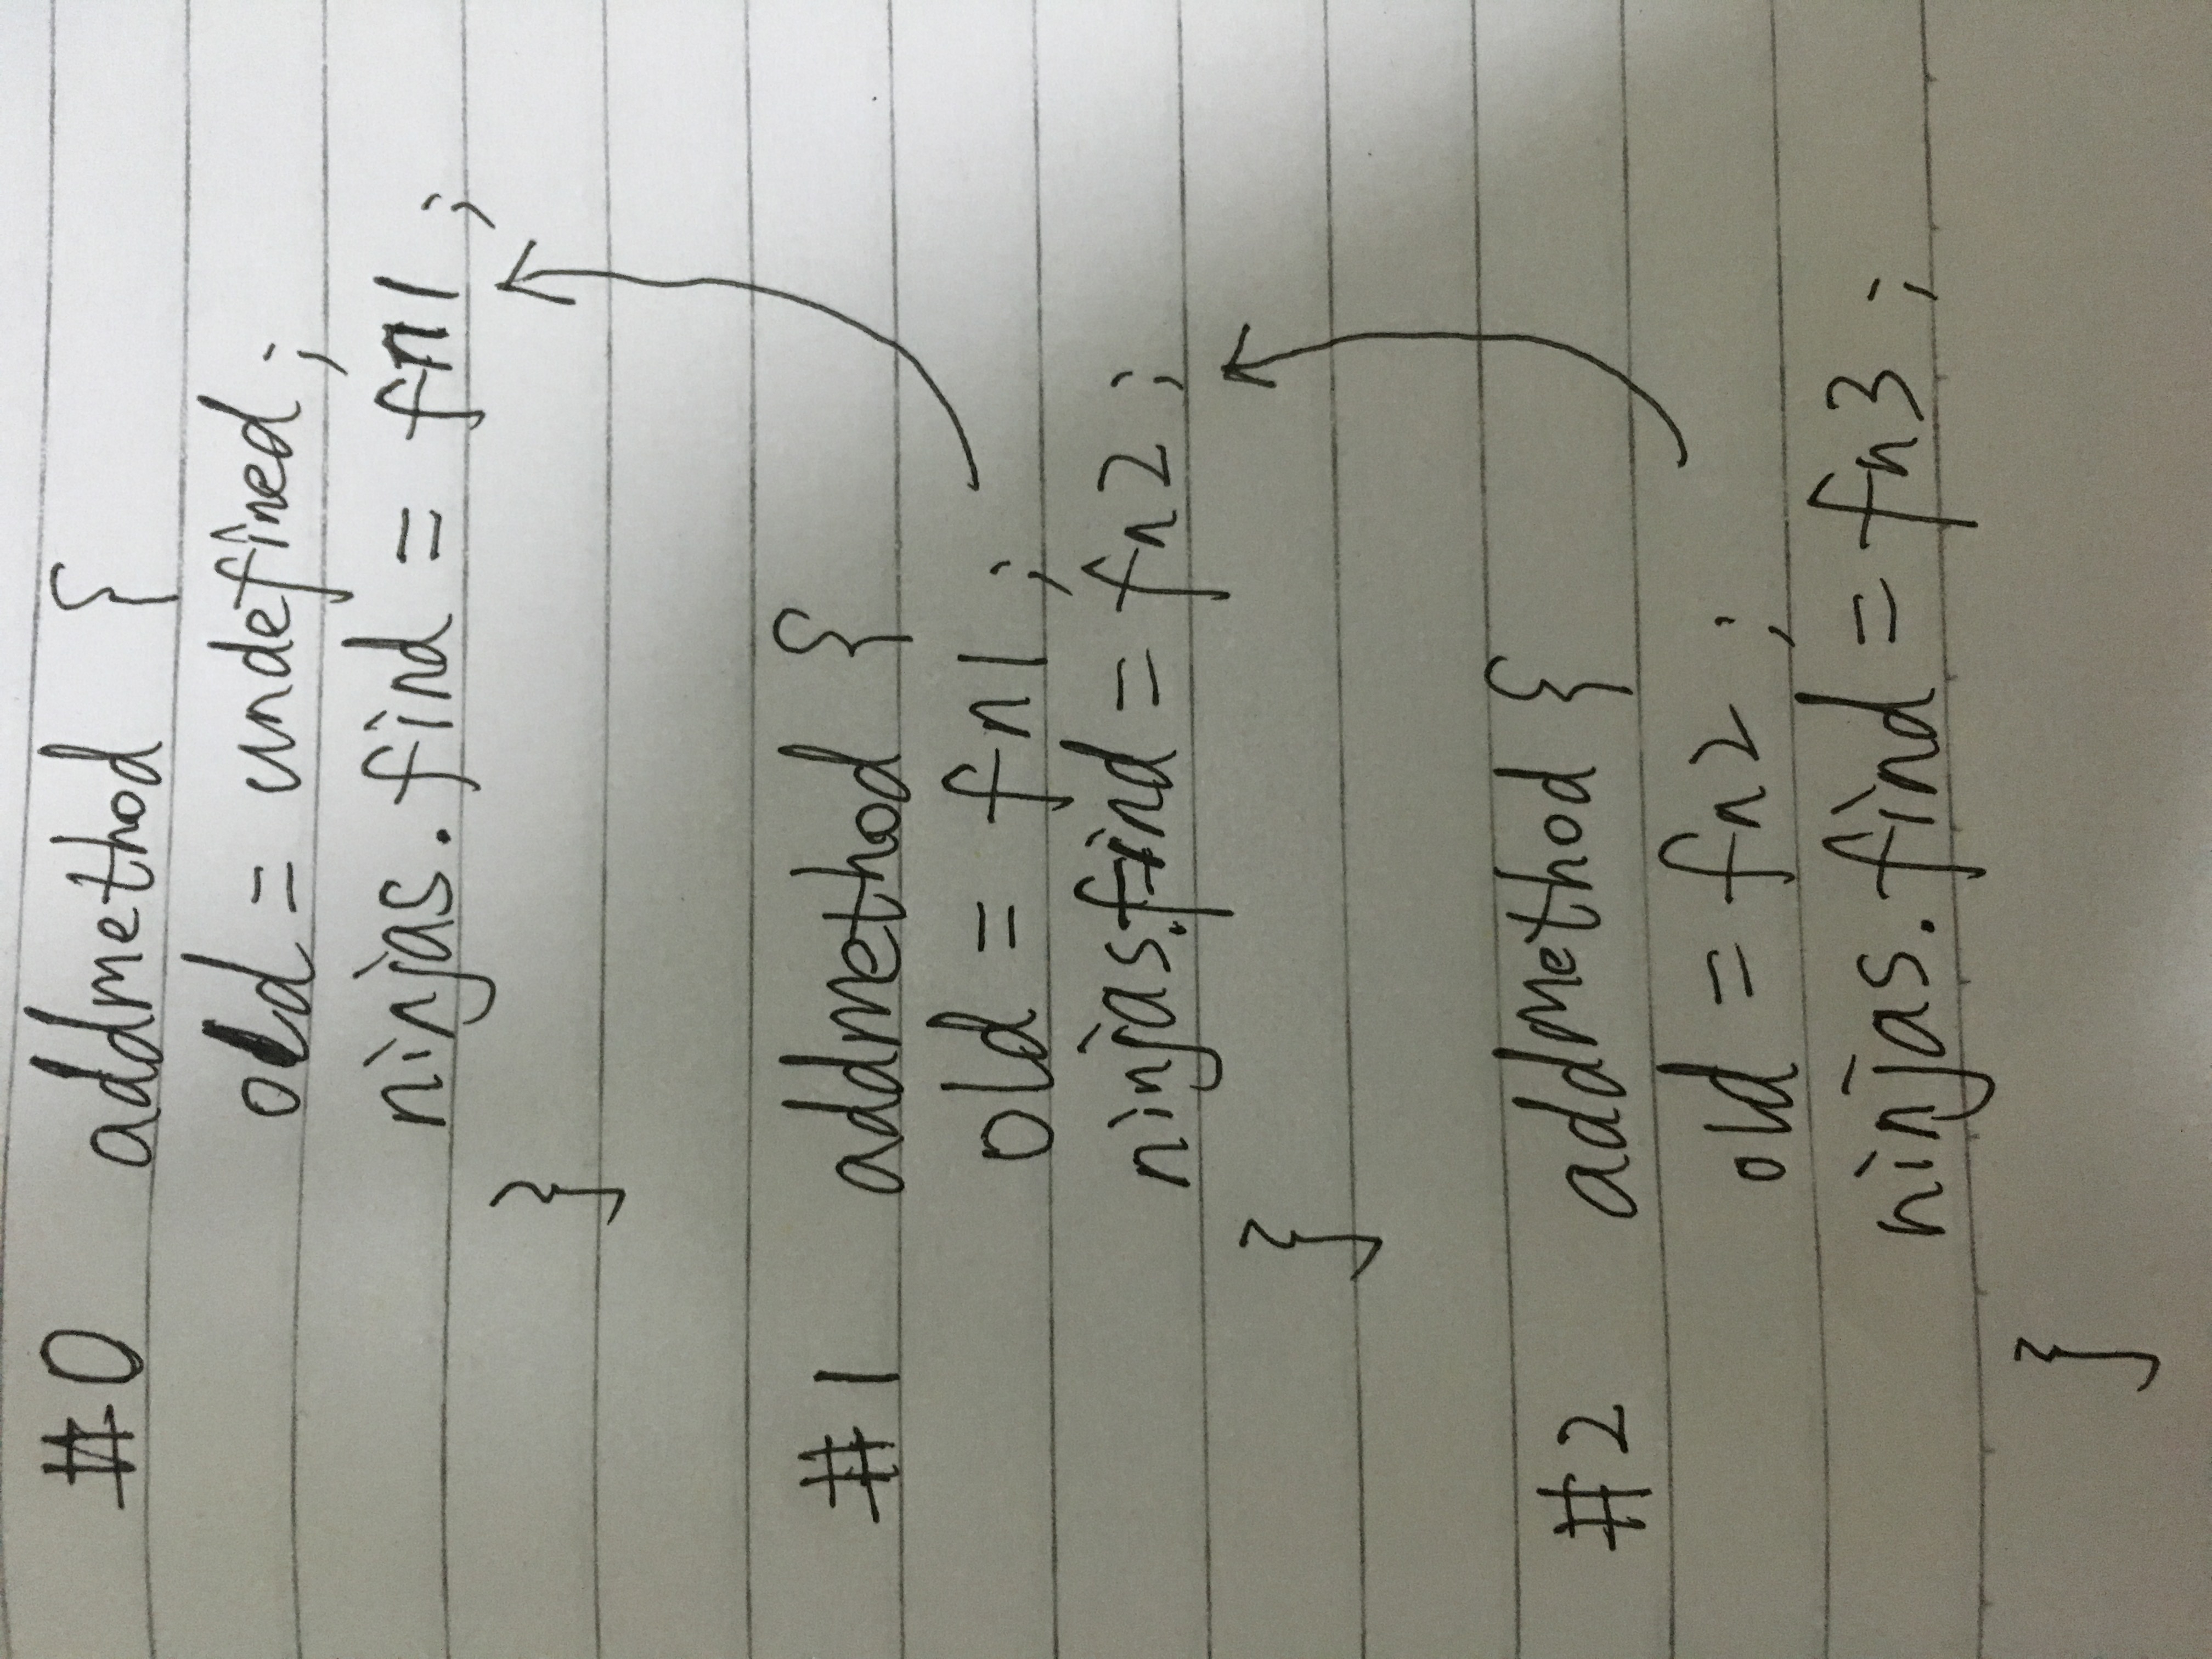 #0 addmethod {
old = undefined;
ninjas.find = fn1;
}
#1 addmethod {
old = fn1;
ninjas.find = fn2;
}
#2 addMethod {
old = fn2;
ninjas.find = fn3;
}